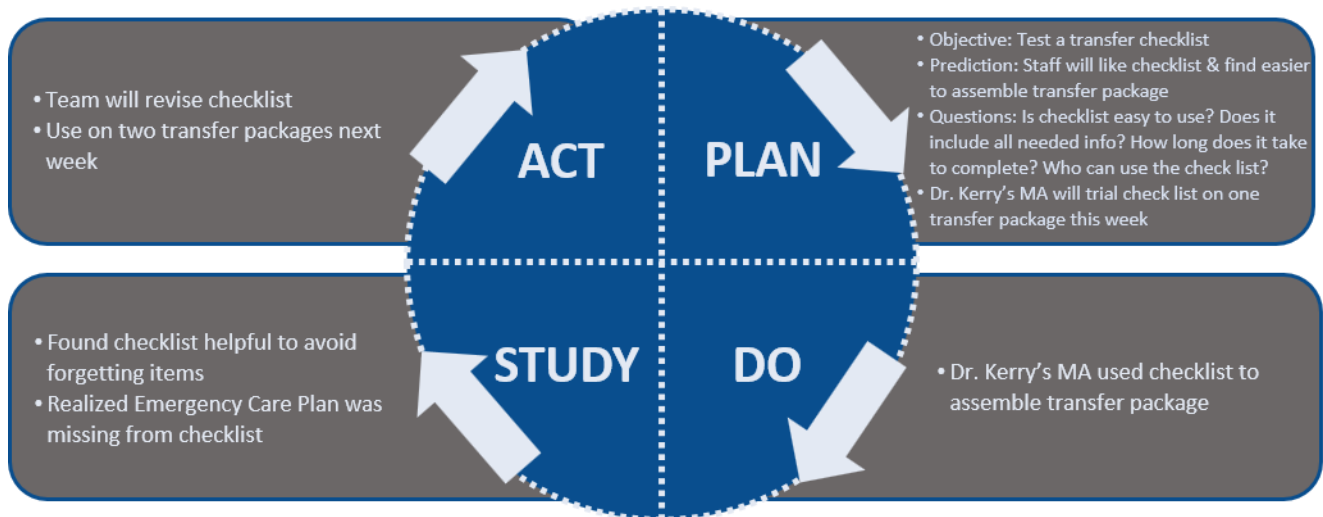 ACT
• Team will revise checklist
• Use on two transfer packages next
week
PLAN
• Objective: Test a transfer checklist
• Prediction: Staff will like checklist & find easier
to assemble transfer package
• Questions: Is checklist easy to use? Does it
include all needed info? How long does it take
to complete? Who can use the check list?
• Dr. Kerry’s MA will trial check list on one
transfer package this week
STUDY
• Found checklist helpful to avoid
forgetting items
• Realized Emergency Care Plan was
missing from checklist
DO
• Dr. Kerry’s MA used checklist to
assemble transfer package